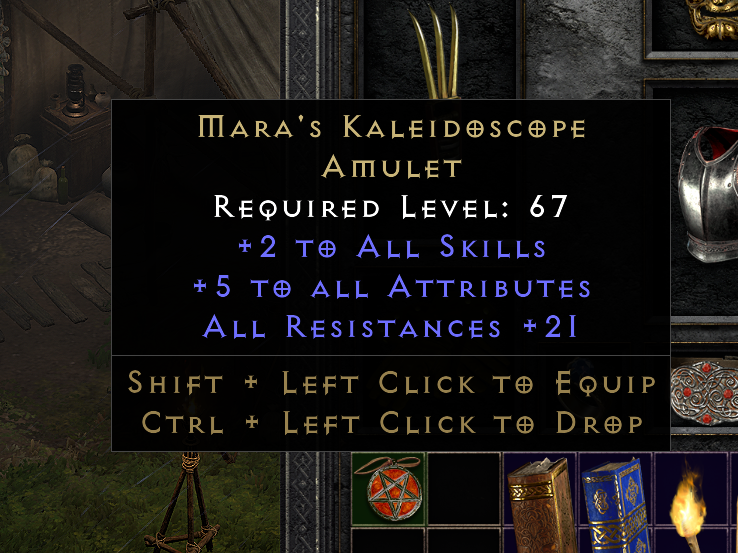 Mara's Kaleidoscope
Amulet
Required Level: 67
+2 to All Skills
+5 to all Attributes
All Resistances +21
Shift + Left Click to Equip
Ctrl + Left Click to Drop